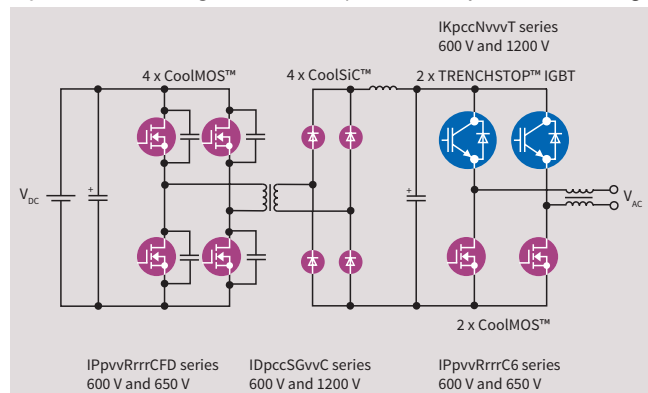 IKpccNvvvT series
600 V and 1200 V
4 x CoolMOS™
4 x CoolSiC™
2 x TRENCHSTOP™ IGBT
+
+
VDC
VAC
2 x CoolMOS™
IPpvvRrrrCFD series
600 V and 650 V
IDpccSGvvC series
600 V and 1200 V
IPpvvRrrrC6 series
600 V and 650 V